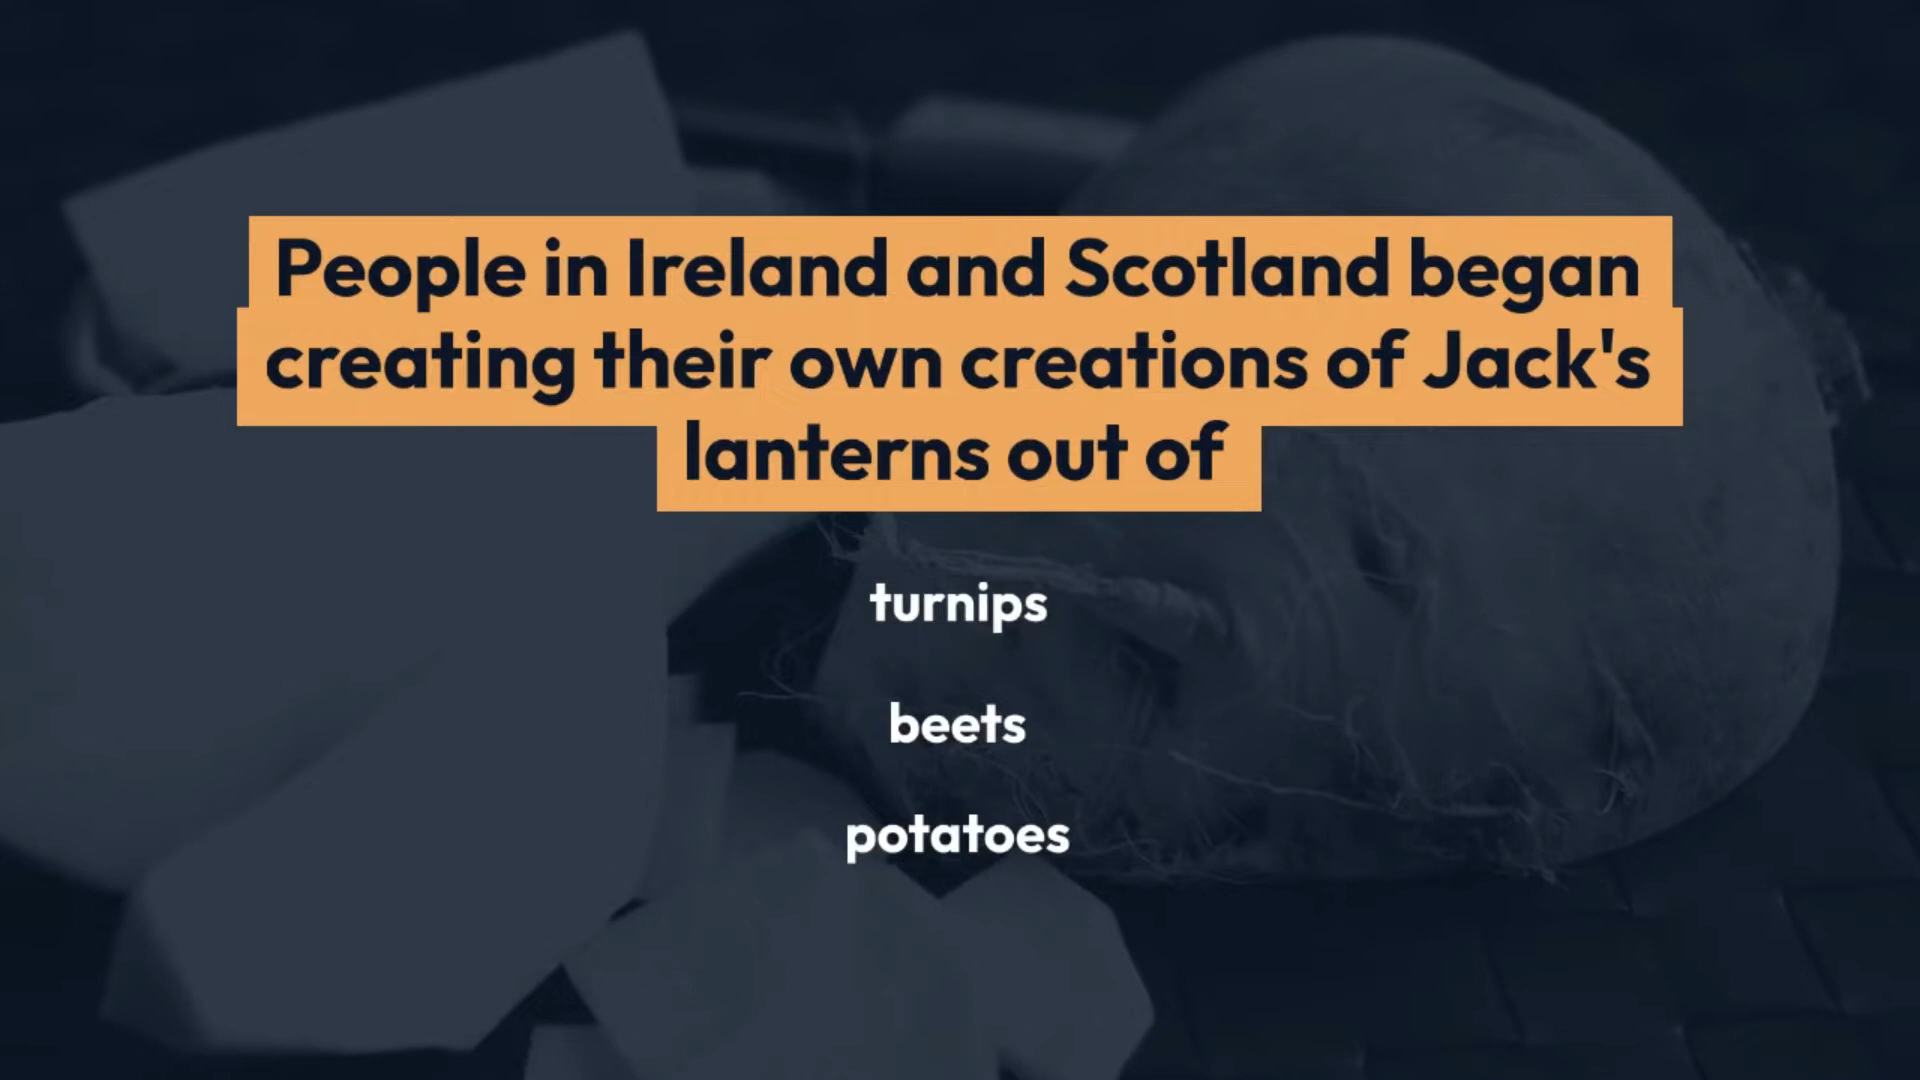 People in Ireland and Scotland began
creating their own creations of Jack's
lanterns out of
turnips
beets
potatoes